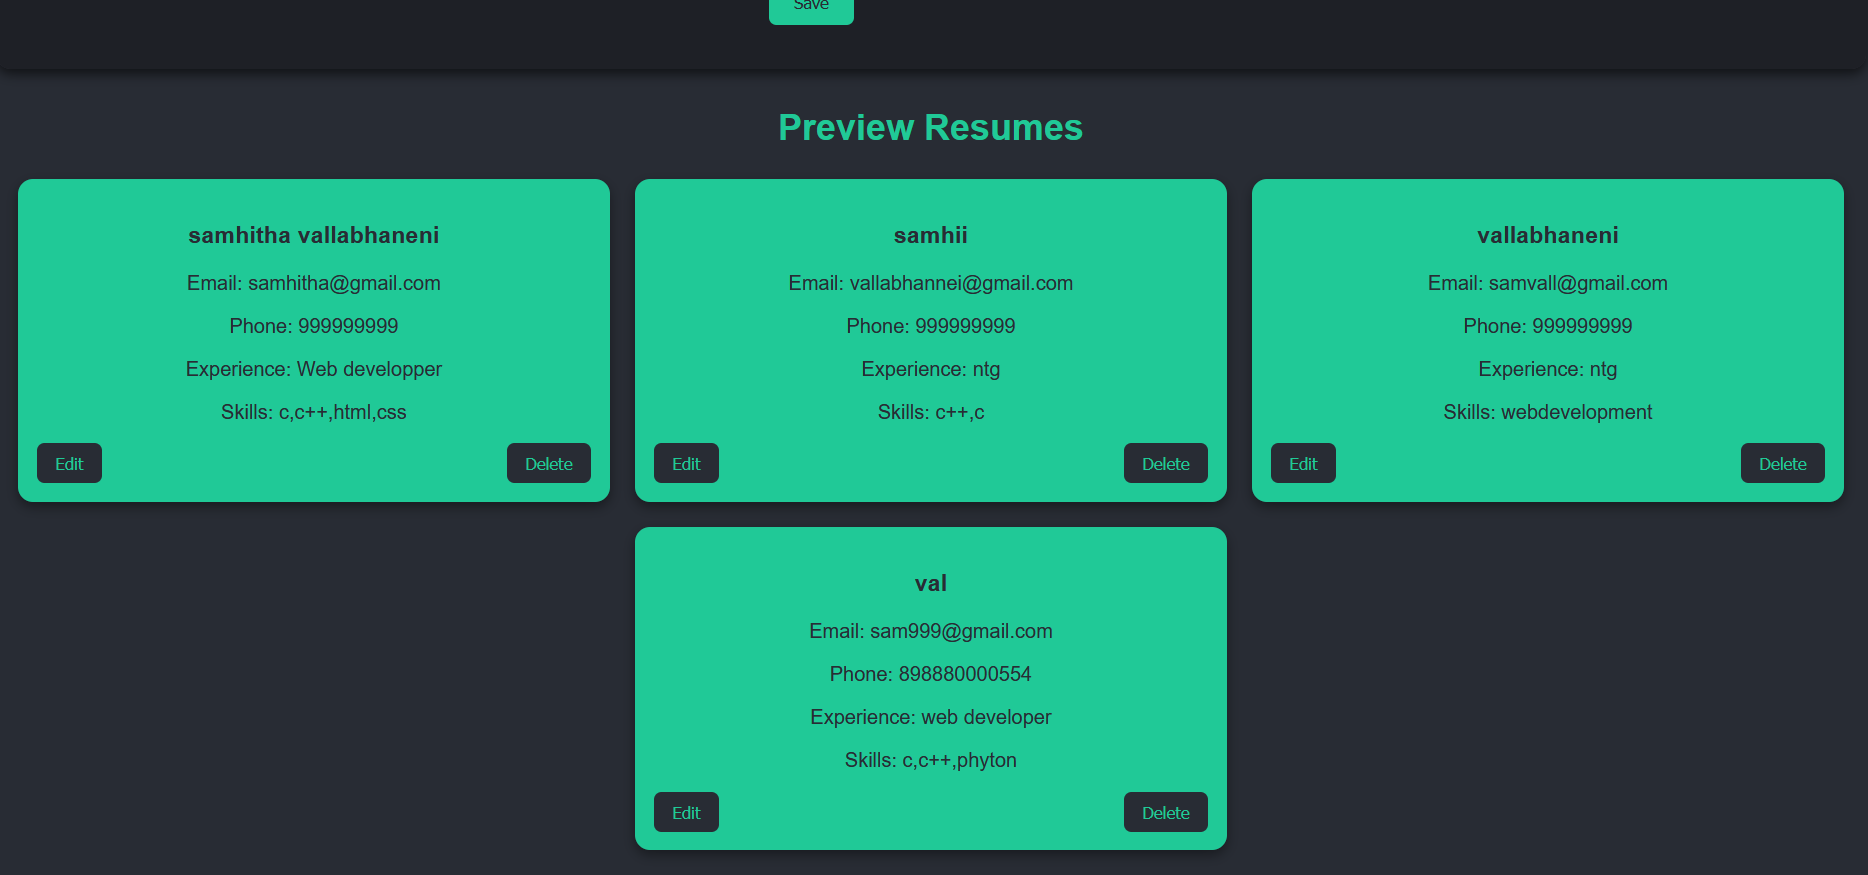 Save
Preview Resumes
samhitha vallabhaneni
Email: samhitha@gmail.com
Phone: 999999999
Experience: Web developper
Skills: c,c++,html,css
Edit
Delete
samhii
Email: vallabhannei@gmail.com
Phone: 999999999
Experience: ntg
Skills: c++,c
Edit
Delete
vallabhaneni
Email: samvall@gmail.com
Phone: 999999999
Experience: ntg
Skills: webdevelopment
Edit
Delete
val
Email: sam999@gmail.com
Phone: 898880000554
Experience: web developer
Skills: c,c++,phyton
Edit
Delete